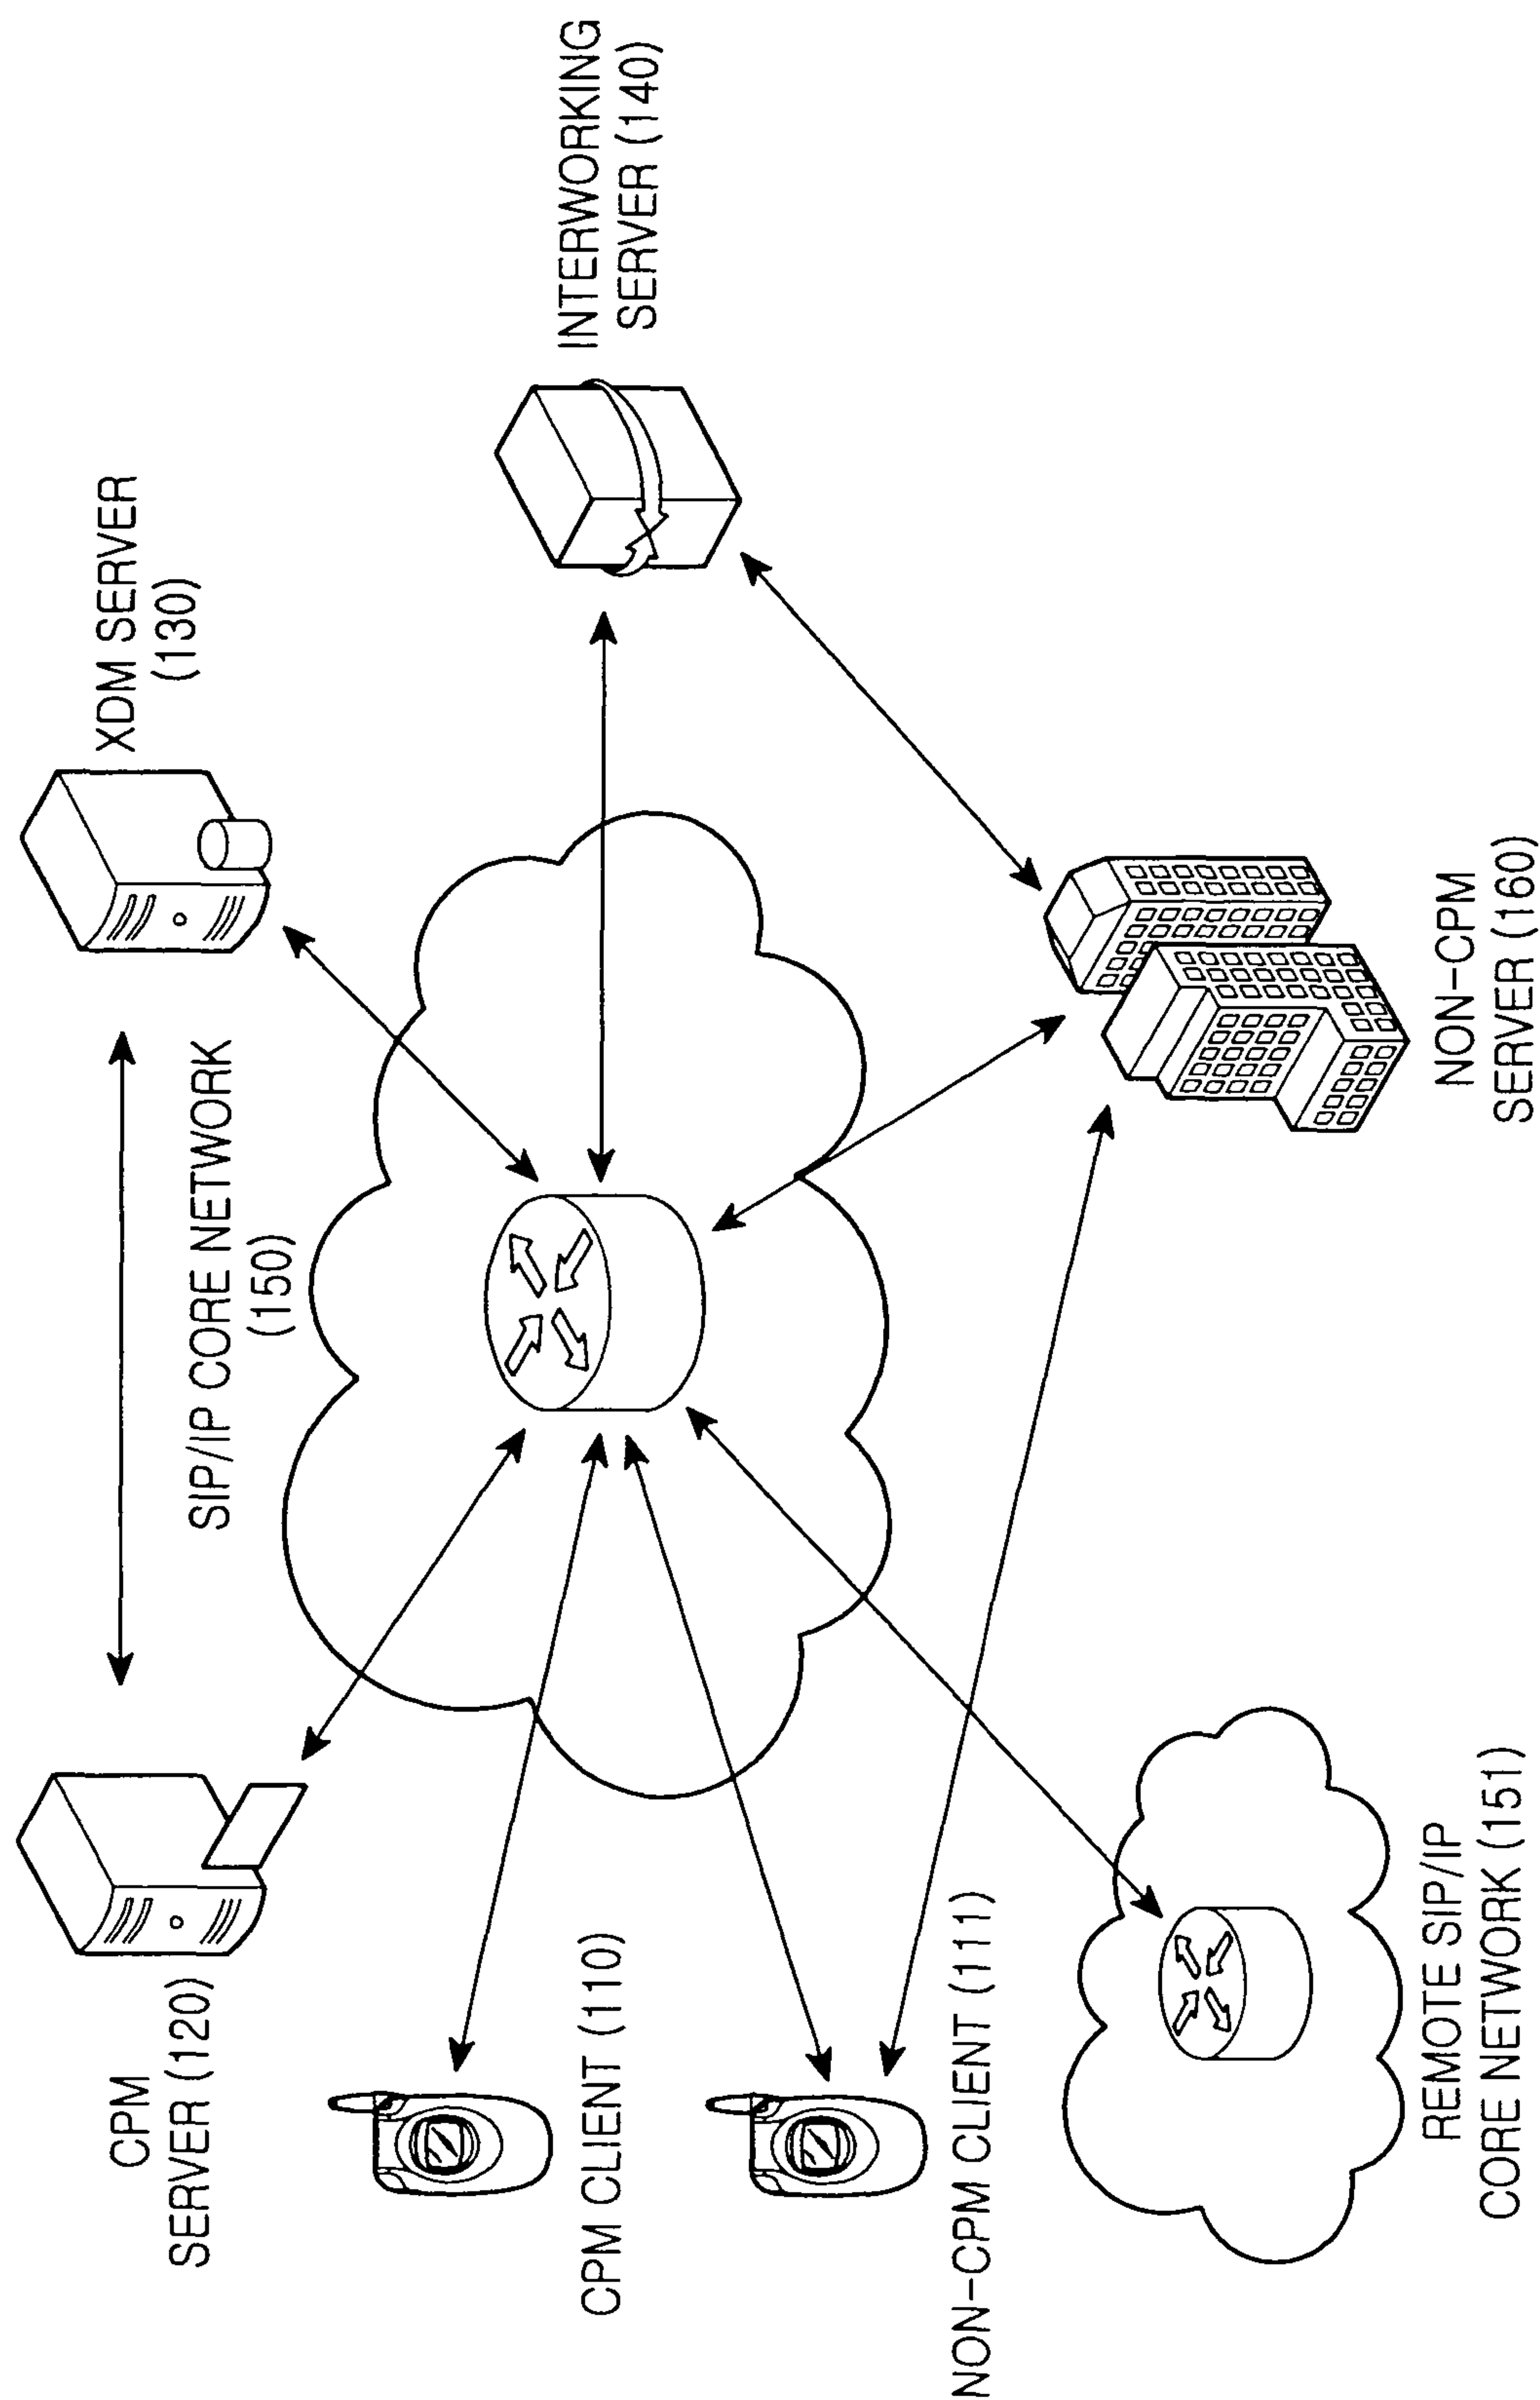 CPM
SERVER (120)
XDM SERVER
(130)
SIP/IP CORE NETWORK
(150)
INTERWORKING
SERVER (140)
CPM CLIENT (110)
NON-CPM CLIENT (111)
REMOTE SIP/IP
CORE NETWORK (151)
NON-CPM
SERVER (160)